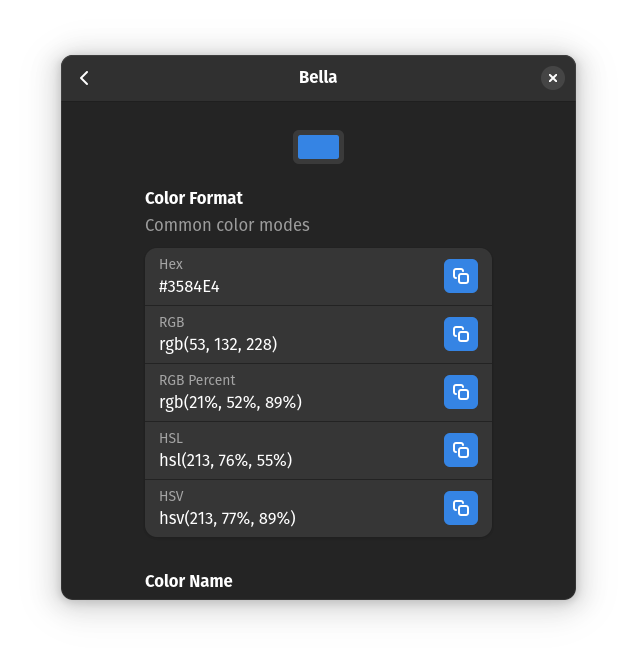 Bella
Color Format
Common color modes
Hex
#3584E4
RGB
rgb(53, 132, 228)
RGB Percent
rgb(21%, 52%, 89%)
HSL
hsl(213, 76%, 55%)
HSV
hsv(213, 77%, 89%)
Color Name